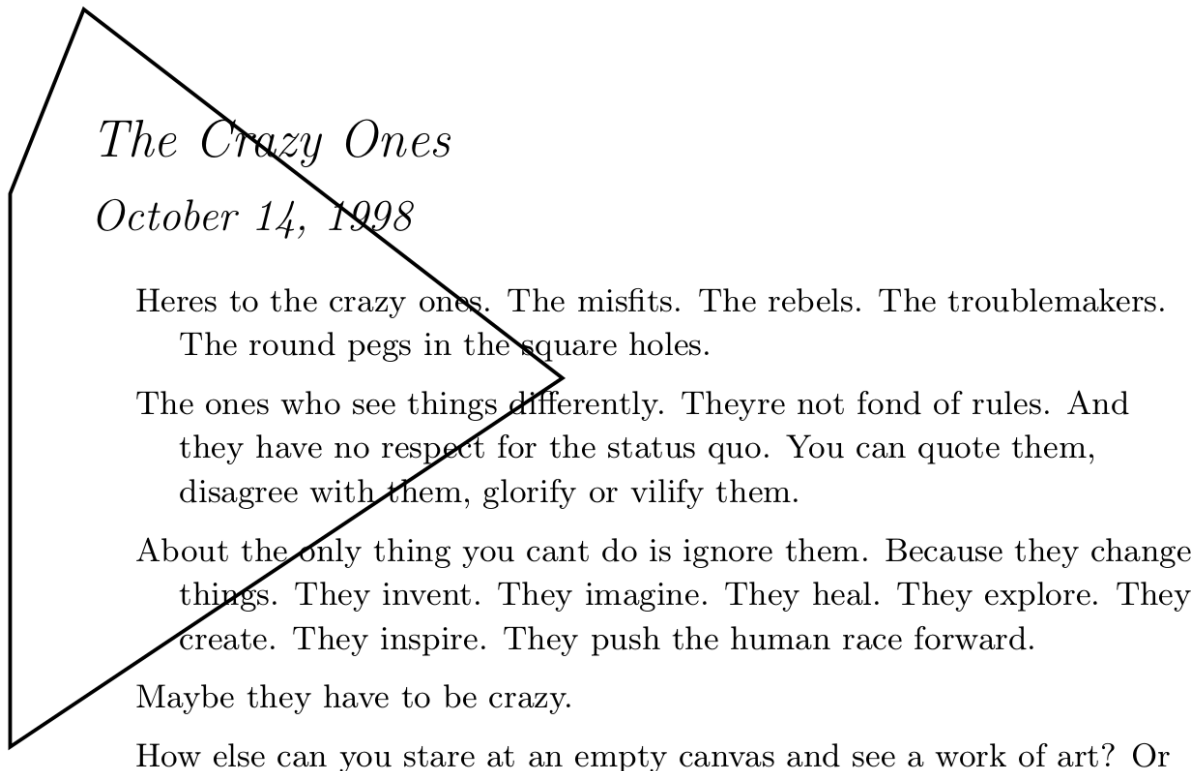 The Crazy Ones
October 14, 1998
Heres to the crazy ones. The misfits. The rebels. The troublemakers.
The round pegs in the square holes.
The ones who see things differently. Theyre not fond of rules. And
they have no respect for the status quo. You can quote them,
disagree with them, glorify or vilify them.
About the only thing you cant do is ignore them. Because they change
things. They invent. They imagine. They heal. They explore. They
create. They inspire. They push the human race forward.
Maybe they have to be crazy.
How else can you stare at an empty canvas and see a work of art? Or